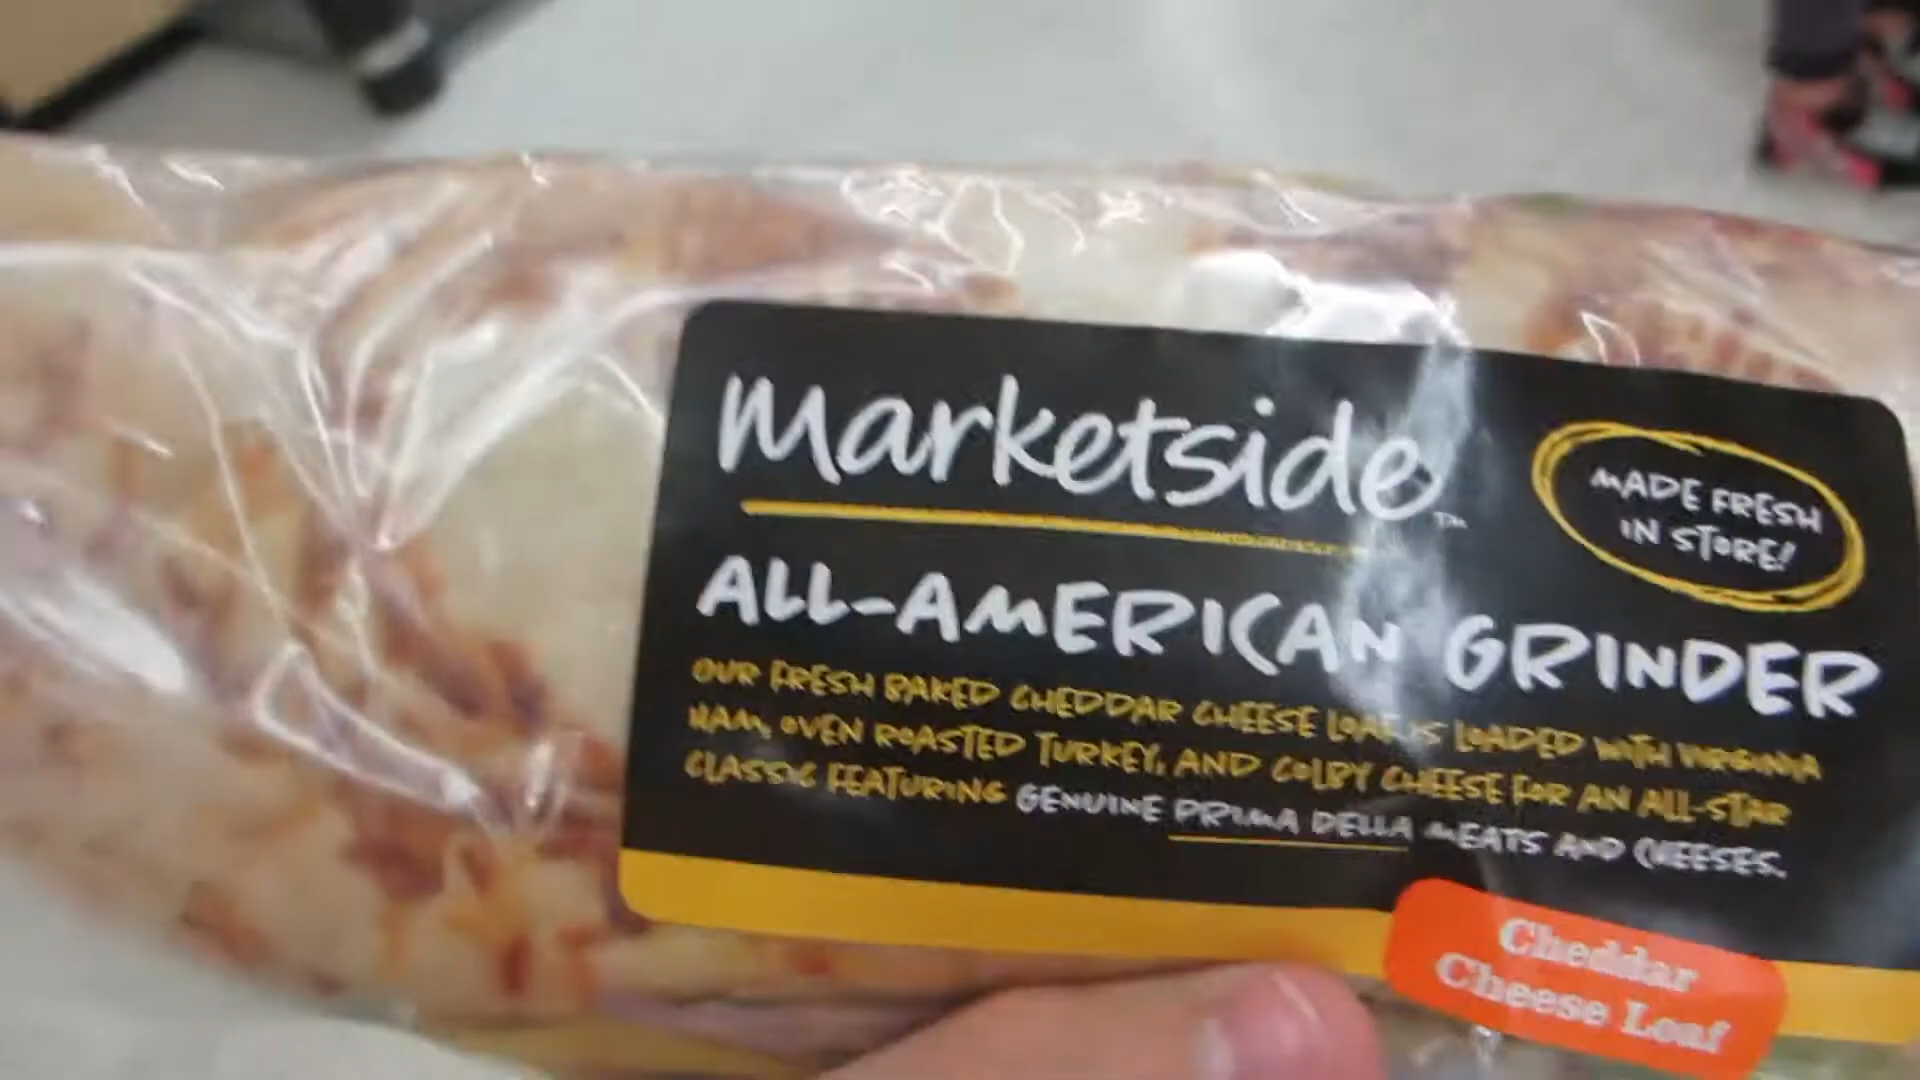 marketside™
MADE FRESH
IN STORE!
ALL-AMERICAN GRINDER
OUR FRESH BAKED CHEDDAR CHEESE LOAF IS LOADED WITH VIRGINIA
HAM, OVEN ROASTED TURKEY, AND COLBY CHEESE FOR AN ALL-STAR
CLASSIC FEATURING GENUINE PRIMA DELLA MEATS AND CHEESES.
Cheddar
Cheese Loaf